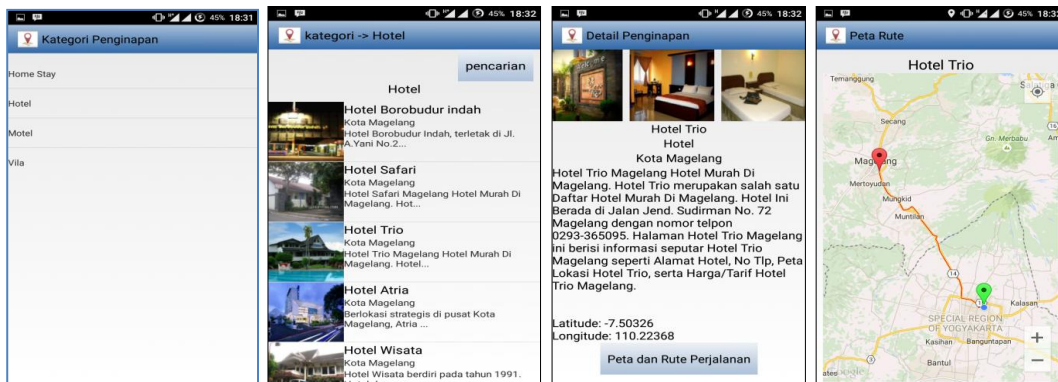 45% 18:31
Kategori Penginapan
Home Stay
Hotel
Motel
Vila
45% 18:32
kategori -> Hotel
pencarian
Hotel
Hotel Borobudur indah
Kota Magelang
Hotel Borobudur Indah, terletak di Jl.
A.Yani No.2...
Hotel Safari
Kota Magelang
Hotel Safari Magelang Hotel Murah Di
Magelang. Hot...
Hotel Trio
Kota Magelang
Hotel Trio Magelang Hotel Murah Di
Magelang. Hotel...
Hotel Atria
Kota Magelang
Berlokasi strategis di pusat Kota
Magelang, Atria ...
Hotel Wisata
Kota Magelang
Hotel Wisata berdiri pada tahun 1991.
45% 18:32
Detail Penginapan
Hotel Trio
Hotel
Kota Magelang
Hotel Trio Magelang Hotel Murah Di
Magelang. Hotel Trio merupakan salah satu
Daftar Hotel Murah Di Magelang. Hotel Ini
Berada di Jalan Jend. Sudirman No. 72
Magelang dengan nomor telpon
0293-365095. Halaman Hotel Trio Magelang
ini berisi informasi seputar Hotel Trio
Magelang seperti Alamat Hotel, No Tlp, Peta
Lokasi Hotel Trio, serta Harga/Tarif Hotel
Trio Magelang.
Latitude: -7.50326
Longitude: 110.22368
Peta dan Rute Perjalanan
45% 18:32
Peta Rute
Hotel Trio
Temanggung
Secang
Gn. Merbabu
Mertoyudan
Mungkid
Muntilan
14
Kalasan
SPECIAL REGION
OF YOGYAKARTA
Kasihan Banguntapan
3
Bantul
+
−